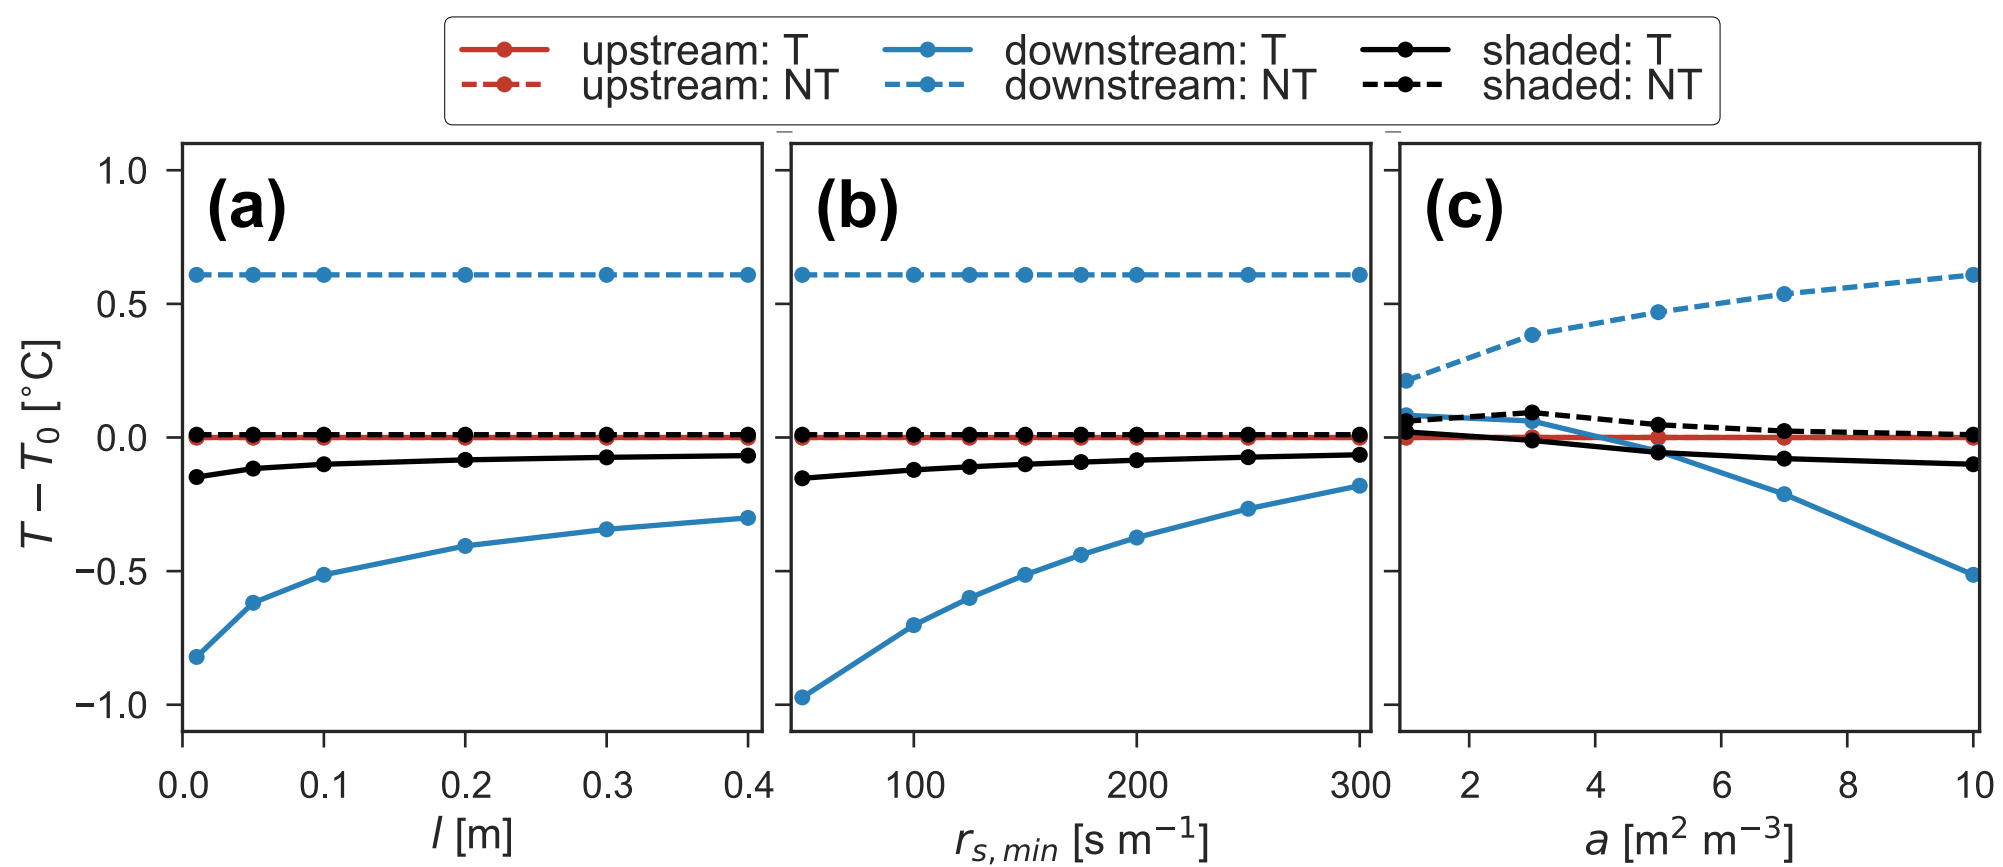 upstream: T
downstream: T
shaded: T
upstream: NT
downstream: NT
shaded: NT
(a)
(b)
(c)
1.0
0.5
0.0
−0.5
−1.0
T − T₀ [°C]
0.0 0.1 0.2 0.3 0.4
l [m]
100 200 300
rₛ,ₘᵢₙ [s m⁻¹]
2 4 6 8 10
a [m² m⁻³]